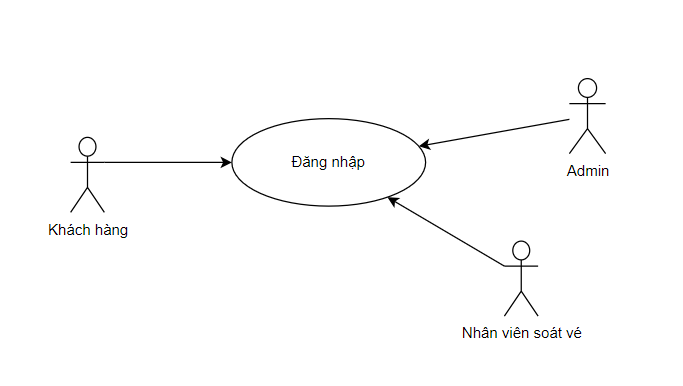 Đăng nhập
Admin
Khách hàng
Nhân viên soát vé